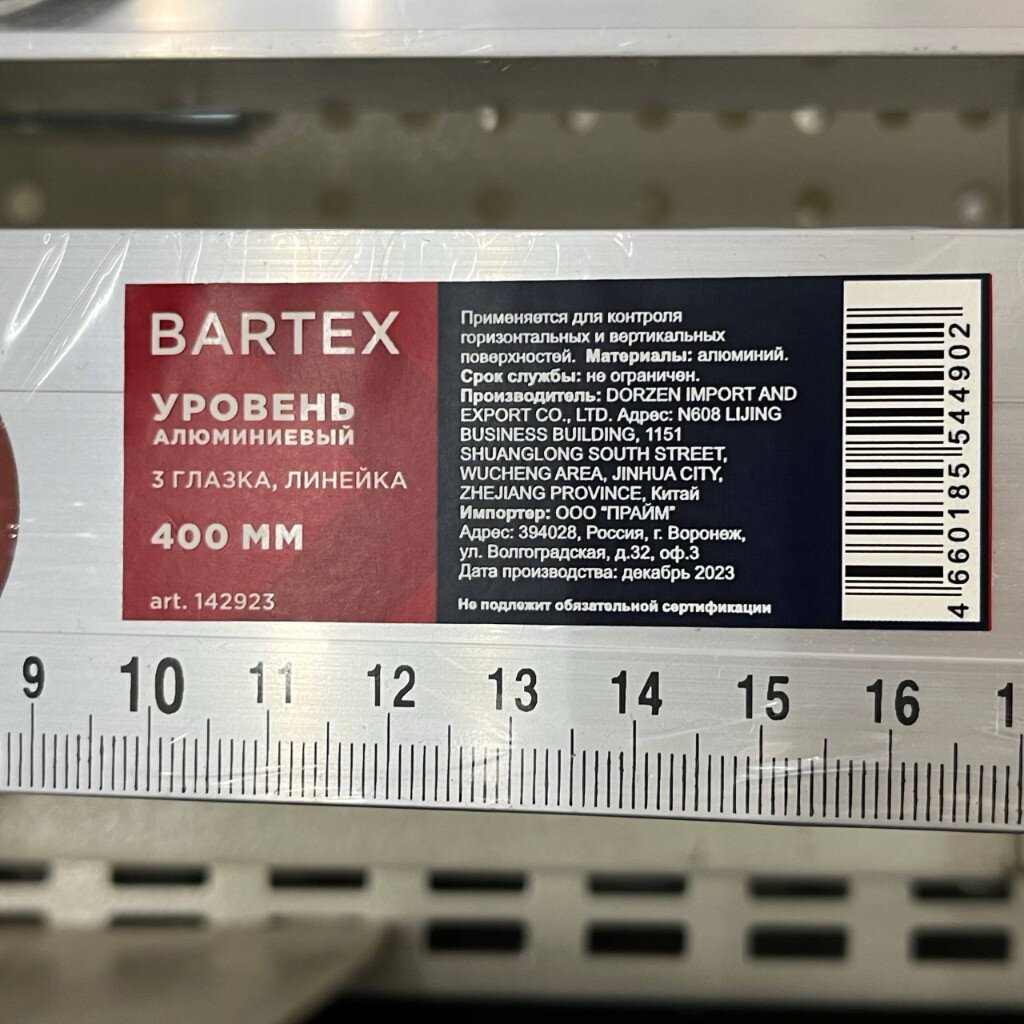 BARTEX
УРОВЕНЬ
АЛЮМИНИЕВЫЙ
3 ГЛАЗКА, ЛИНЕЙКА
400 ММ
art. 142923
Применяется для контроля
горизонтальных и вертикальных
поверхностей. Материалы: алюминий.
Срок службы: не ограничен.
Производитель: DORZEN IMPORT AND
EXPORT CO., LTD. Адрес: N608 LIJING
BUSINESS BUILDING, 1151
SHUANGLONG SOUTH STREET,
WUCHENG AREA, JINHUA CITY,
ZHEJIANG PROVINCE, Китай
Импортер: ООО "ПРАЙМ"
Адрес: 394028, Россия, г. Воронеж,
ул. Волгоградская, д.32, оф.3
Дата производства: декабрь 2023
Не подлежит обязательной сертификации
4 660185 544902
9 10 11 12 13 14 15 16